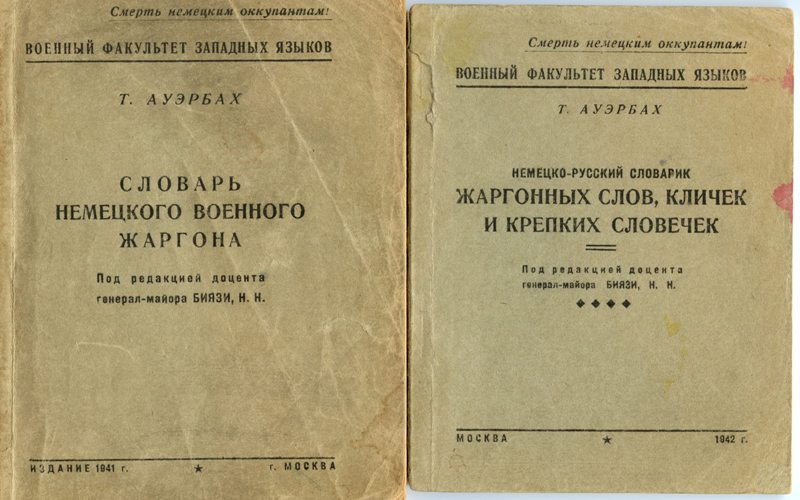 Смерть немецким оккупантам!
ВОЕННЫЙ ФАКУЛЬТЕТ ЗАПАДНЫХ ЯЗЫКОВ
Т. АУЭРБАХ
СЛОВАРЬ
НЕМЕЦКОГО ВОЕННОГО
ЖАРГОНА
Под редакцией доцента
генерал-майора БИЯЗИ, Н. Н.
ИЗДАНИЕ 1941 г. ★ г. МОСКВА
Смерть немецким оккупантам!
ВОЕННЫЙ ФАКУЛЬТЕТ ЗАПАДНЫХ ЯЗЫКОВ
Т. АУЭРБАХ
НЕМЕЦКО-РУССКИЙ СЛОВАРИК
ЖАРГОННЫХ СЛОВ, КЛИЧЕК
И КРЕПКИХ СЛОВЕЧЕК
Под редакцией доцента
генерал-майора БИЯЗИ, Н. Н.
МОСКВА ★ 1942 г.